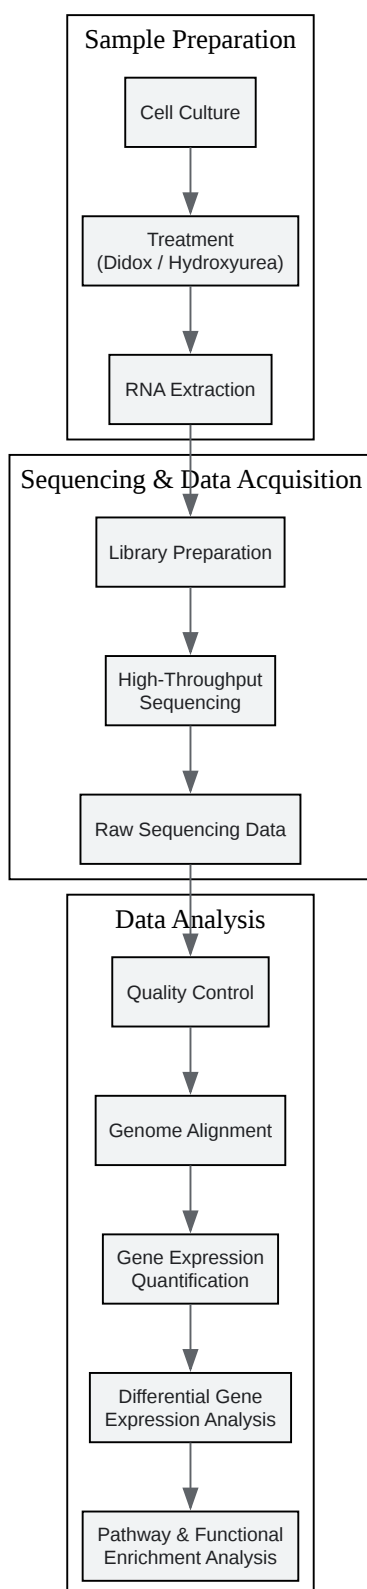 Sample Preparation
Cell Culture
Treatment
(Didox / Hydroxyurea)
RNA Extraction
Sequencing & Data Acquisition
Library Preparation
High-Throughput
Sequencing
Raw Sequencing Data
Data Analysis
Quality Control
Genome Alignment
Gene Expression
Quantification
Differential Gene
Expression Analysis
Pathway & Functional
Enrichment Analysis